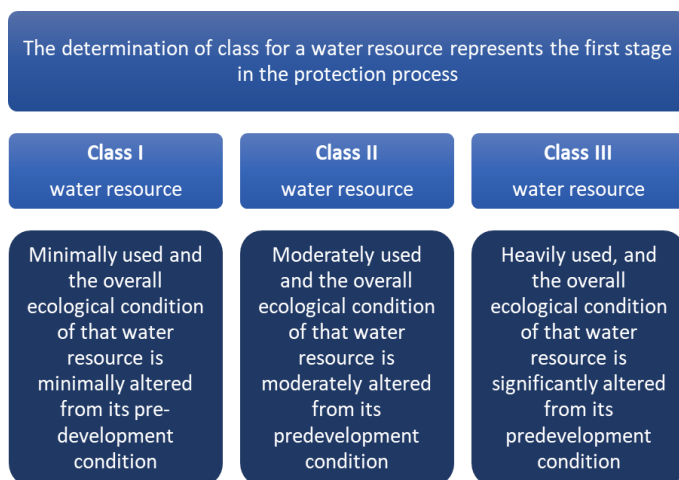 The determination of class for a water resource represents the first stage
in the protection process
Class I
water resource
Class II
water resource
Class III
water resource
Minimally used and
the overall
ecological condition
of that water
resource is
minimally altered
from its pre-
development
condition
Moderately used
and the overall
ecological condition
of that water
resource is
moderately altered
from its
predevelopment
condition
Heavily used, and
the overall
ecological condition
of that water
resource is
significantly altered
from its
predevelopment
condition